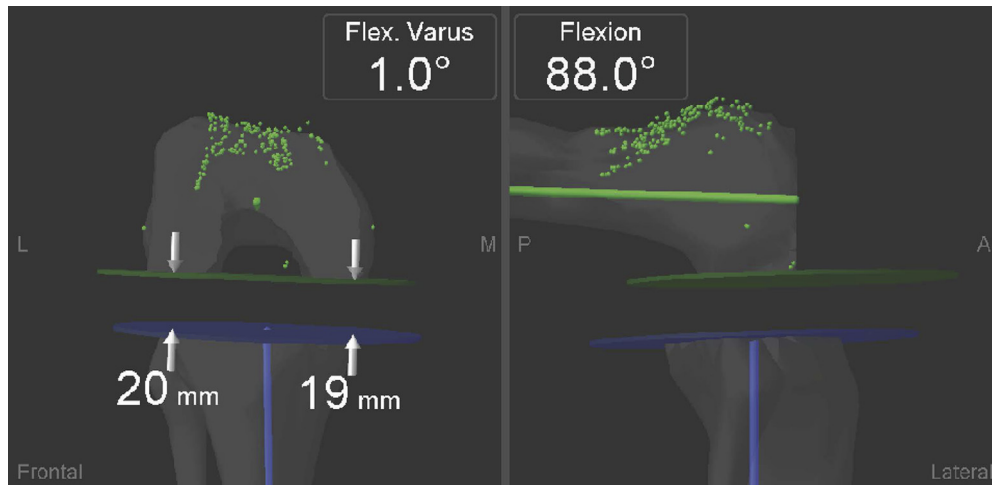 Flex. Varus
1.0°
Flexion
88.0°
L
M
P
A
20 mm
19 mm
Frontal
Lateral